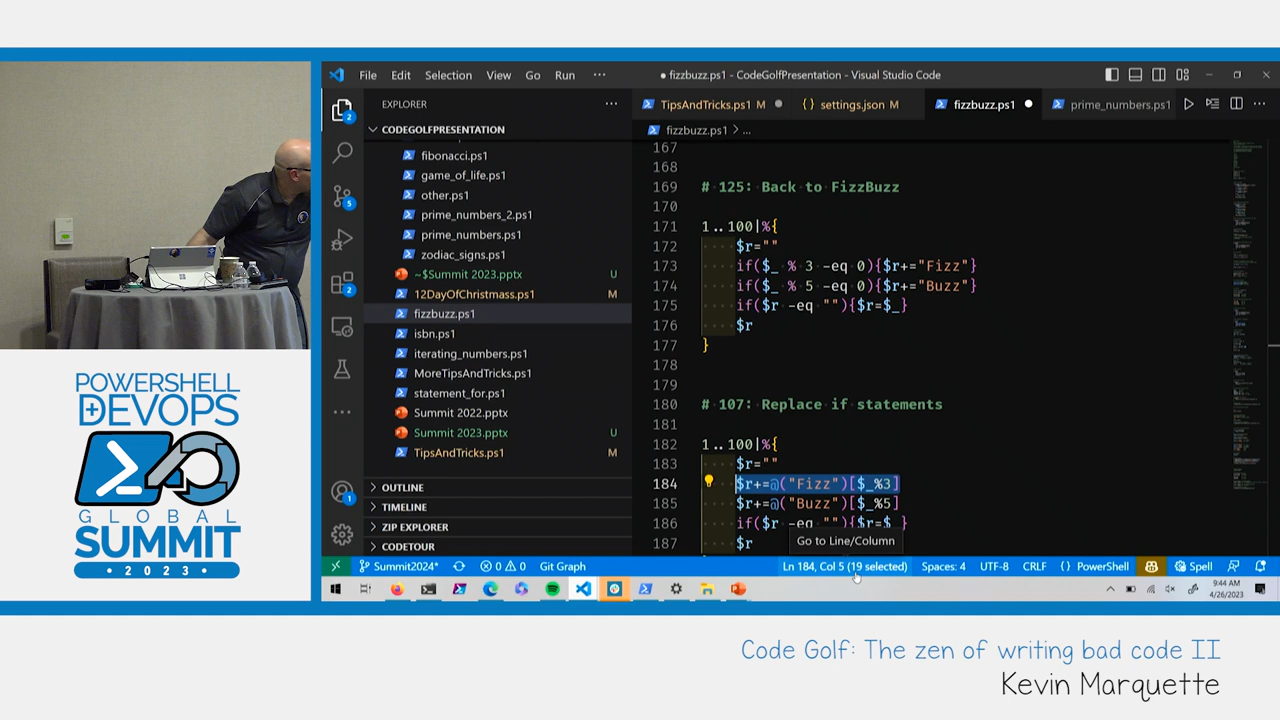 File Edit Selection View Go Run ···
● fizzbuzz.ps1 - CodeGolfPresentation - Visual Studio Code
EXPLORER ···
TipsAndTricks.ps1 M ●
settings.json M
fizzbuzz.ps1 ●
prime_numbers.ps1
···
CODEGOLFPRESENTATION
fizzbuzz.ps1 > ...
fibonacci.ps1
game_of_life.ps1
other.ps1
prime_numbers_2.ps1
prime_numbers.ps1
zodiac_signs.ps1
~$Summit 2023.pptx U
12DayOfChristmass.ps1 M
fizzbuzz.ps1
isbn.ps1
iterating_numbers.ps1
MoreTipsAndTricks.ps1
statement_for.ps1
Summit 2022.pptx
Summit 2023.pptx U
TipsAndTricks.ps1 M
OUTLINE
TIMELINE
ZIP EXPLORER
CODETOUR
2
5
2
1
167
168
169 # 125: Back to FizzBuzz
170
171 1..100|%{
172 $r=""
173 if($_ % 3 -eq 0){$r+="Fizz"}
174 if($_ % 5 -eq 0){$r+="Buzz"}
175 if($r -eq ""){$r=$_}
176 $r
177 }
178
179
180 # 107: Replace if statements
181
182 1..100|%{
183 $r=""
184 $r+=@("Fizz")[$_%3]
185 $r+=@("Buzz")[$_%5]
186 if($r -eq ""){$r=$_}
187 $r
Go to Line/Column
Summit2024* 0 0 Git Graph Ln 184, Col 5 (19 selected) Spaces: 4 UTF-8 CRLF {} PowerShell Spell
9:44 AM
4/26/2023
POWERSHELL
+DEVOPS
GLOBAL
SUMMIT
• 2023 •
Code Golf: The zen of writing bad code II
Kevin Marquette